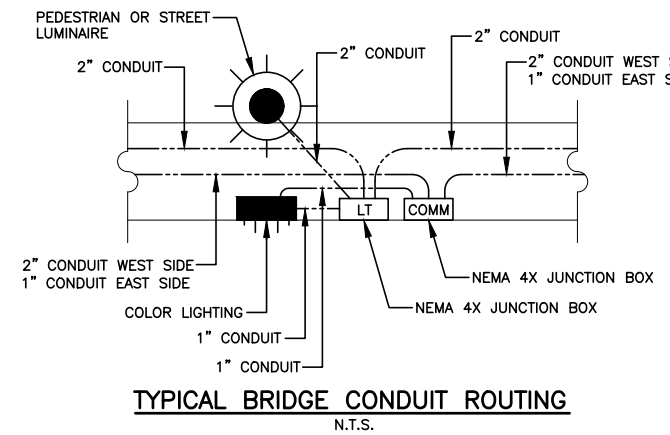 PEDESTRIAN OR STREET
LUMINAIRE
2" CONDUIT
2" CONDUIT
2" CONDUIT
2" CONDUIT WEST
1" CONDUIT EAST
LT
COMM
2" CONDUIT WEST SIDE
1" CONDUIT EAST SIDE
NEMA 4X JUNCTION BOX
COLOR LIGHTING
NEMA 4X JUNCTION BOX
1" CONDUIT
1" CONDUIT
TYPICAL BRIDGE CONDUIT ROUTING
N.T.S.